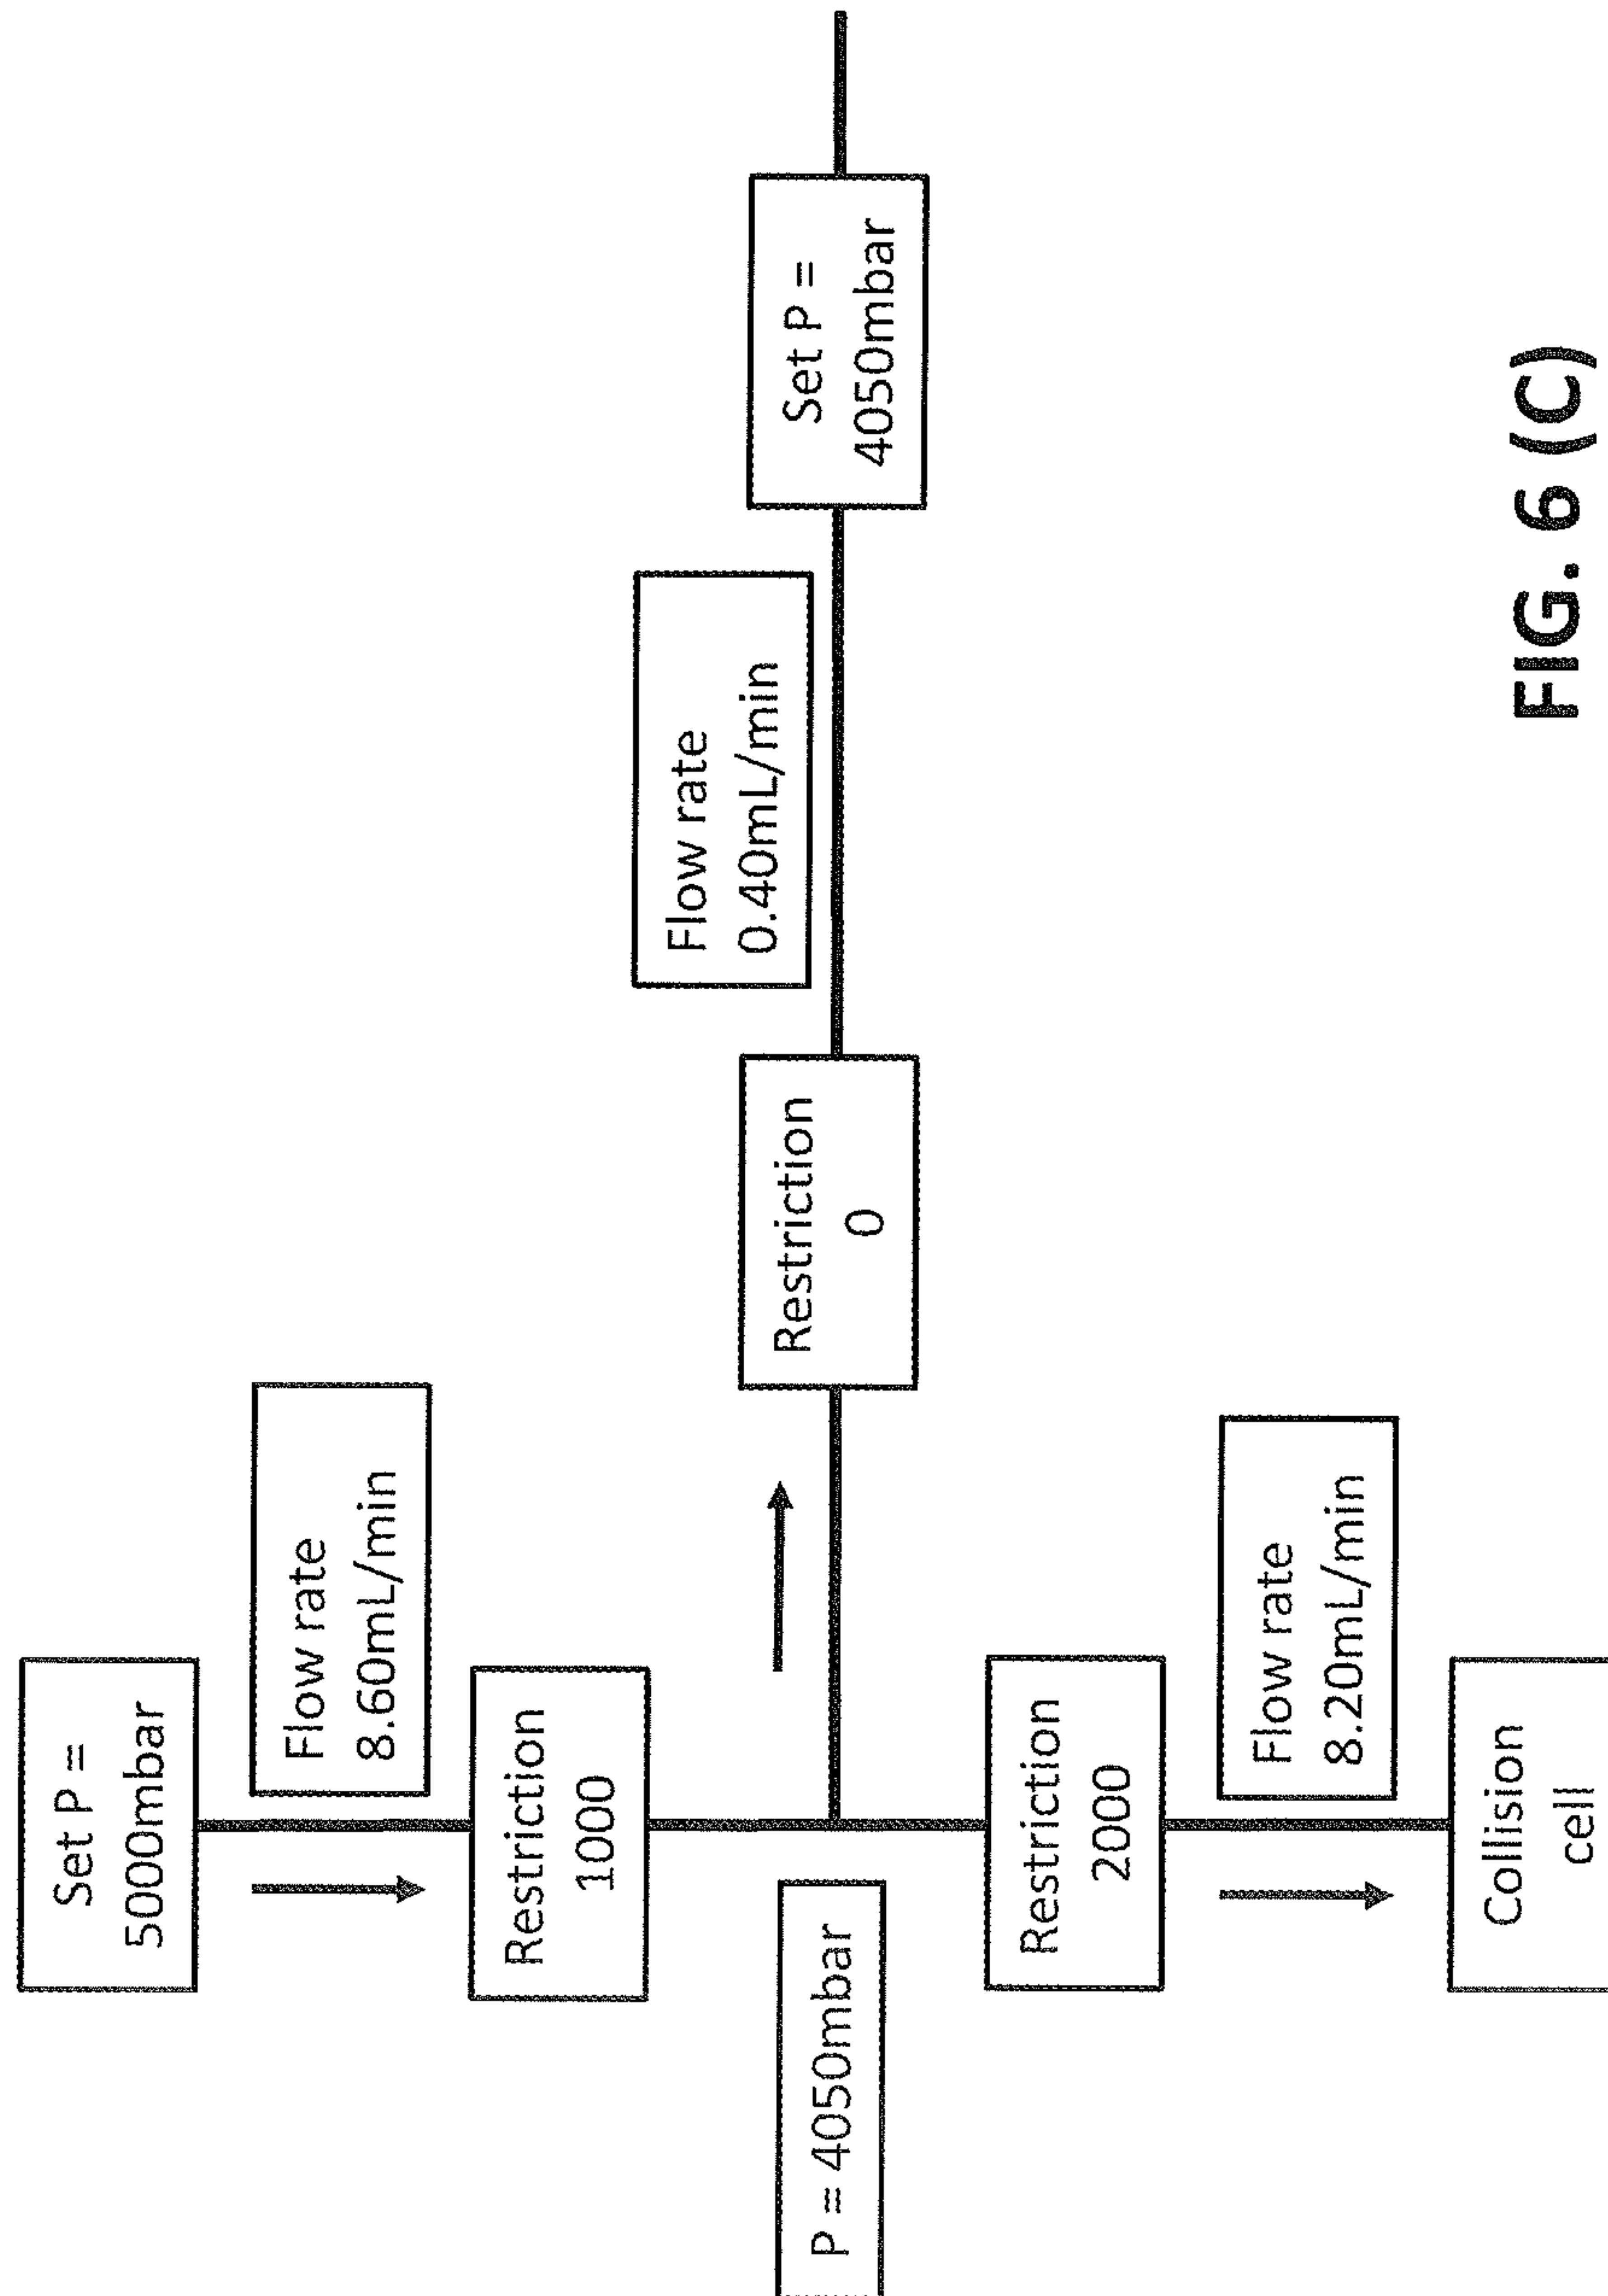 Set P =
5000mbar
Flow rate
8.60mL/min
Restriction
1000
P = 4050mbar
Restriction
0
Flow rate
0.40mL/min
Set P =
4050mbar
Restriction
2000
Flow rate
8.20mL/min
Collision
cell
FIG. 6 (C)